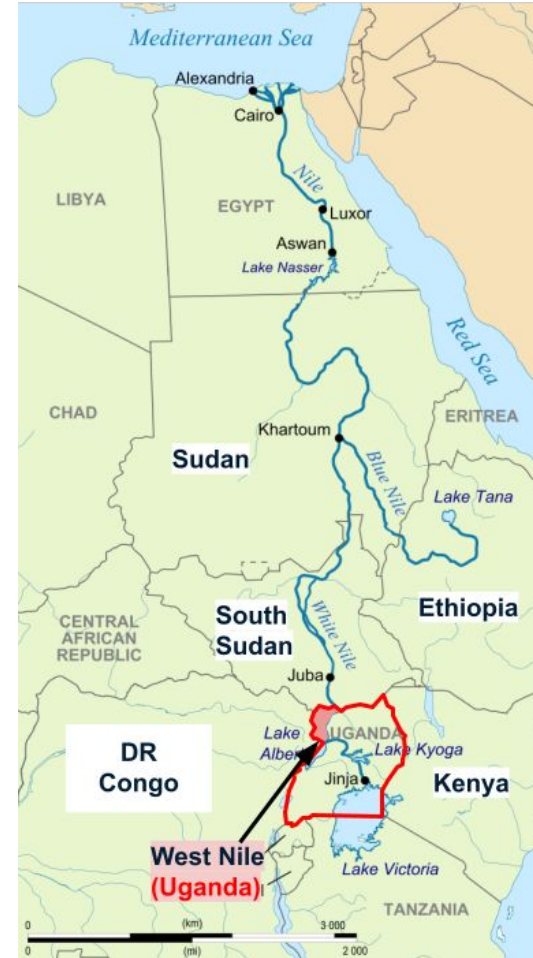 Mediterranean Sea
Alexandria
Cairo
Nile
LIBYA
EGYPT
Luxor
Aswan
Lake Nasser
Red Sea
CHAD
ERITREA
Khartoum
Sudan
Blue Nile
Lake Tana
CENTRAL
AFRICAN
REPUBLIC
South
Sudan
White Nile
Ethiopia
Juba
Lake
Albert
UGANDA
Lake Kyoga
DR
Congo
Jinja
Kenya
West Nile
(Uganda)
Lake Victoria
TANZANIA
0 (km) 3 000
0 (mi) 2 000